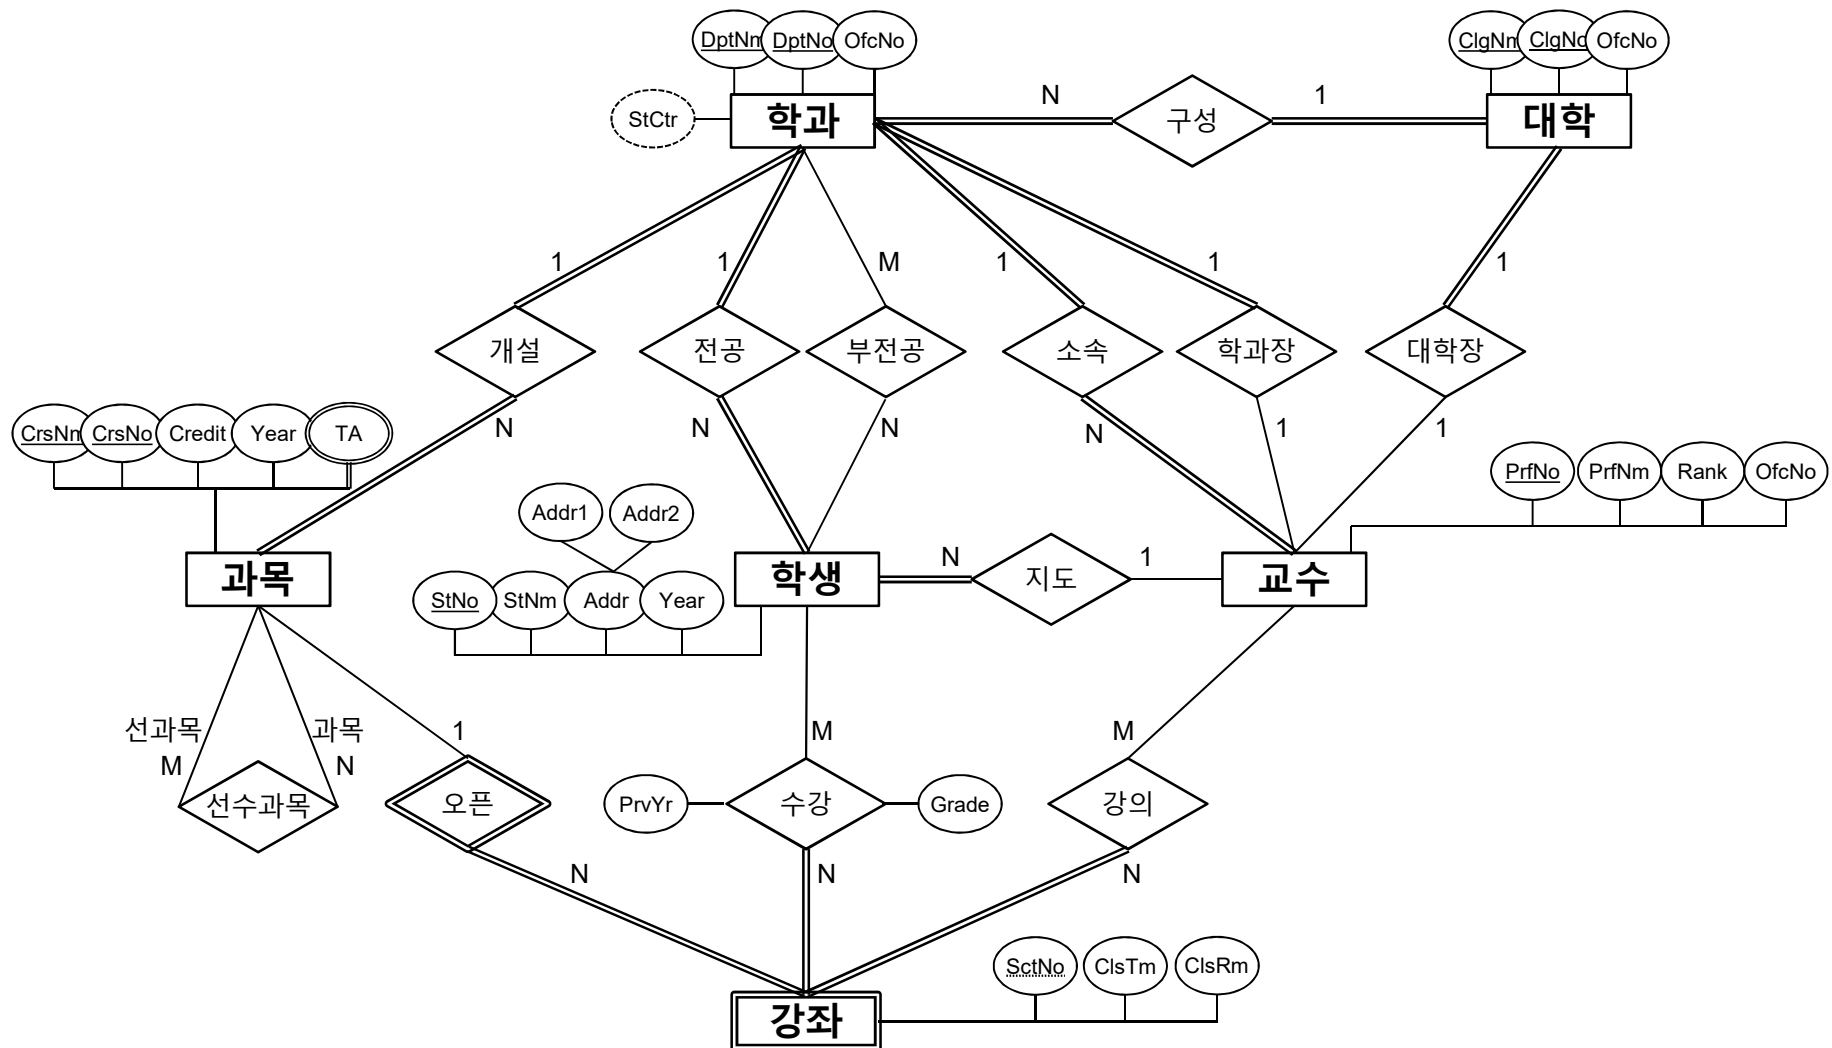 DptNm DptNo OfcNo
ClgNm ClgNo OfcNo
StCtr
학과
N
구성
1
대학
1
1
M
1
1
1
개설
전공
부전공
소속
학과장
대학장
N
N
N
N
1
1
CrsNm CrsNo Credit Year TA
PrfNo PrfNm Rank OfcNo
Addr1 Addr2
과목
학생
N
지도
1
교수
StNo StNm Addr Year
선과목
과목
M
N
1
M
M
선수과목
오픈
PrvYr
수강
Grade
강의
N
N
N
SctNo ClsTm ClsRm
강좌